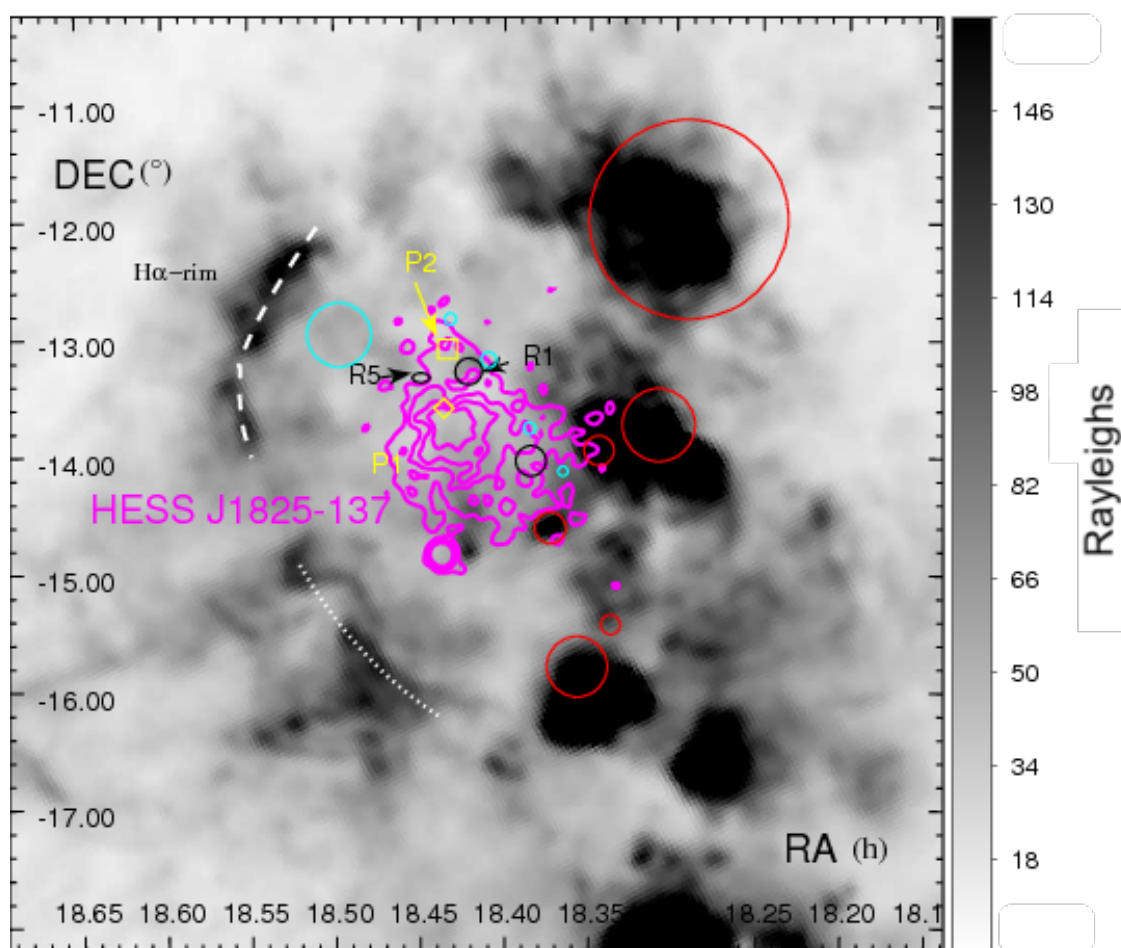 -11.00
DEC (°)
-12.00
Hα-rim
P2
-13.00
R5
R1
-14.00
P1
HESS J1825-137
-15.00
-16.00
-17.00
RA (h)
18.65 18.60 18.55 18.50 18.45 18.40 18.35 18.25 18.20 18.1
146
130
114
98
82
66
50
34
18
Rayleighs